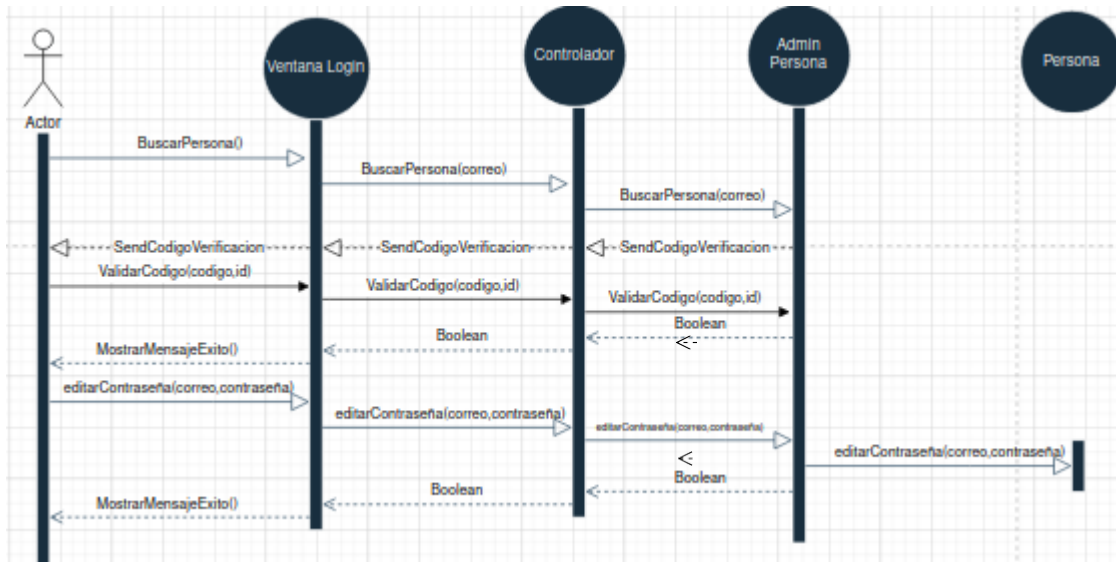 Actor
Ventana Login
Controlador
Admin
Persona
Persona
BuscarPersona()
BuscarPersona(correo)
BuscarPersona(correo)
SendCodigoVerificacion
SendCodigoVerificacion
SendCodigoVerificacion
ValidarCodigo(codigo,id)
ValidarCodigo(codigo,id)
ValidarCodigo(codigo,id)
Boolean
Boolean
MostrarMensajeExito()
editarContraseña(correo,contraseña)
editarContraseña(correo,contraseña)
editarContraseña(correo,contraseña)
editarContraseña(correo,contraseña)
Boolean
Boolean
MostrarMensajeExito()